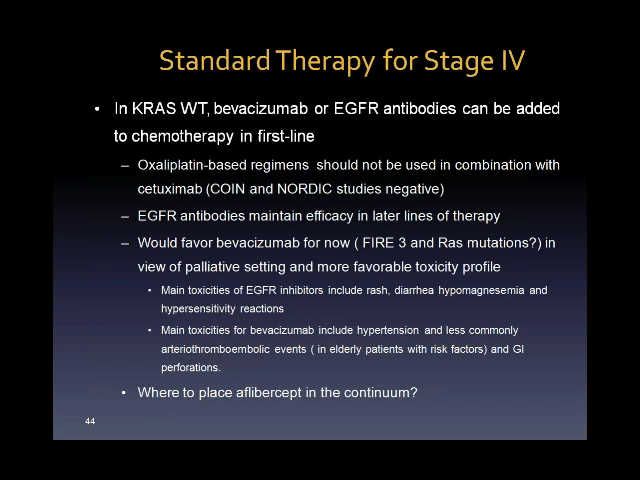 Standard Therapy for Stage IV
• In KRAS WT, bevacizumab or EGFR antibodies can be added
to chemotherapy in first-line
– Oxaliplatin-based regimens should not be used in combination with
cetuximab (COIN and NORDIC studies negative)
– EGFR antibodies maintain efficacy in later lines of therapy
– Would favor bevacizumab for now ( FIRE 3 and Ras mutations?) in
view of palliative setting and more favorable toxicity profile
• Main toxicities of EGFR inhibitors include rash, diarrhea hypomagnesemia and
hypersensitivity reactions
• Main toxicities for bevacizumab include hypertension and less commonly
arteriothromboembolic events ( in elderly patients with risk factors) and GI
perforations.
• Where to place aflibercept in the continuum?
44